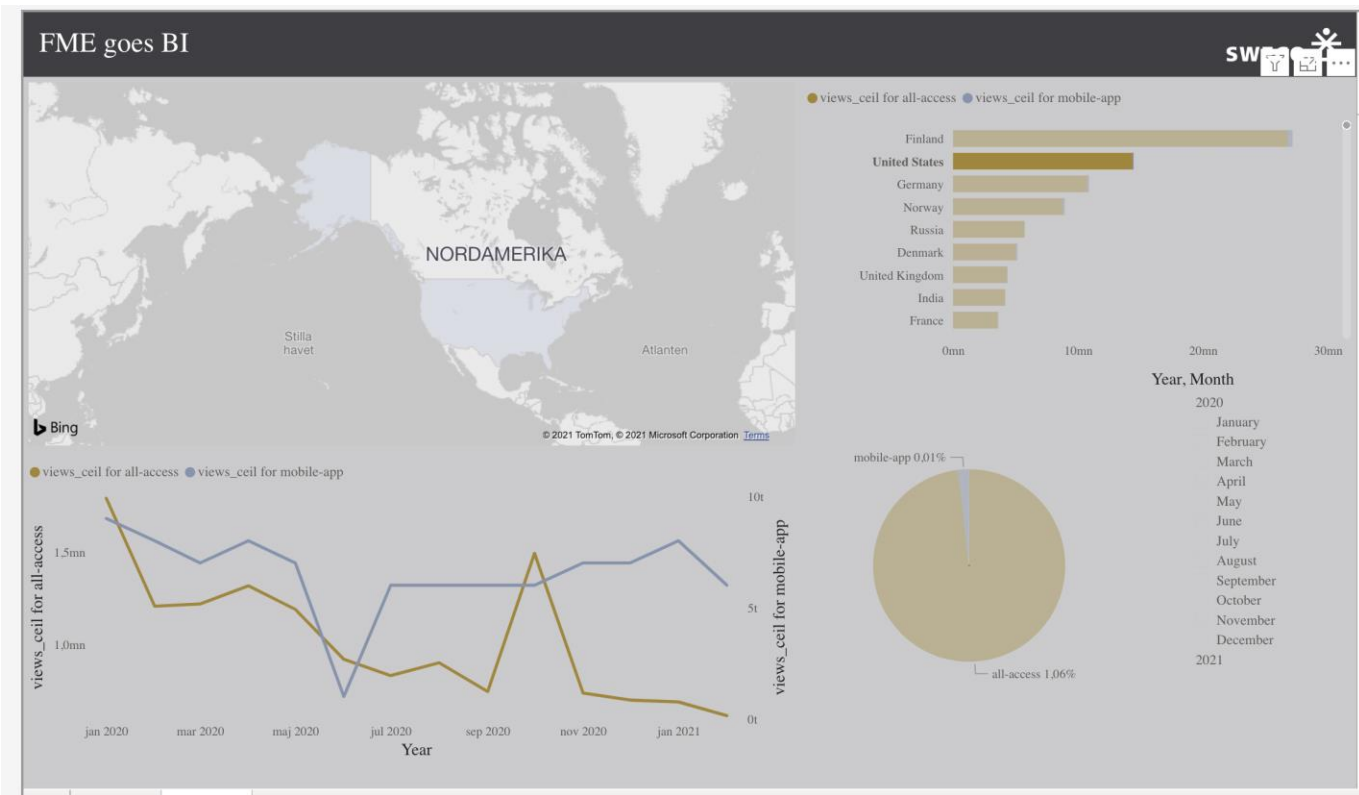 FME goes BI
NORDAMERIKA
Stilla
havet
Atlanten
Bing
© 2021 TomTom, © 2021 Microsoft Corporation Terms
views_ceil for all-access views_ceil for mobile-app
Finland
United States
Germany
Norway
Russia
Denmark
United Kingdom
India
France
0mn 10mn 20mn 30mn
Year, Month
2020
January
February
March
April
May
June
July
August
September
October
November
December
2021
mobile-app 0,01%
all-access 1,06%
views_ceil for all-access views_ceil for mobile-app
views_ceil for all-access
1,5mn
1,0mn
10t
5t
0t
views_ceil for mobile-app
jan 2020 mar 2020 maj 2020 jul 2020 sep 2020 nov 2020 jan 2021
Year